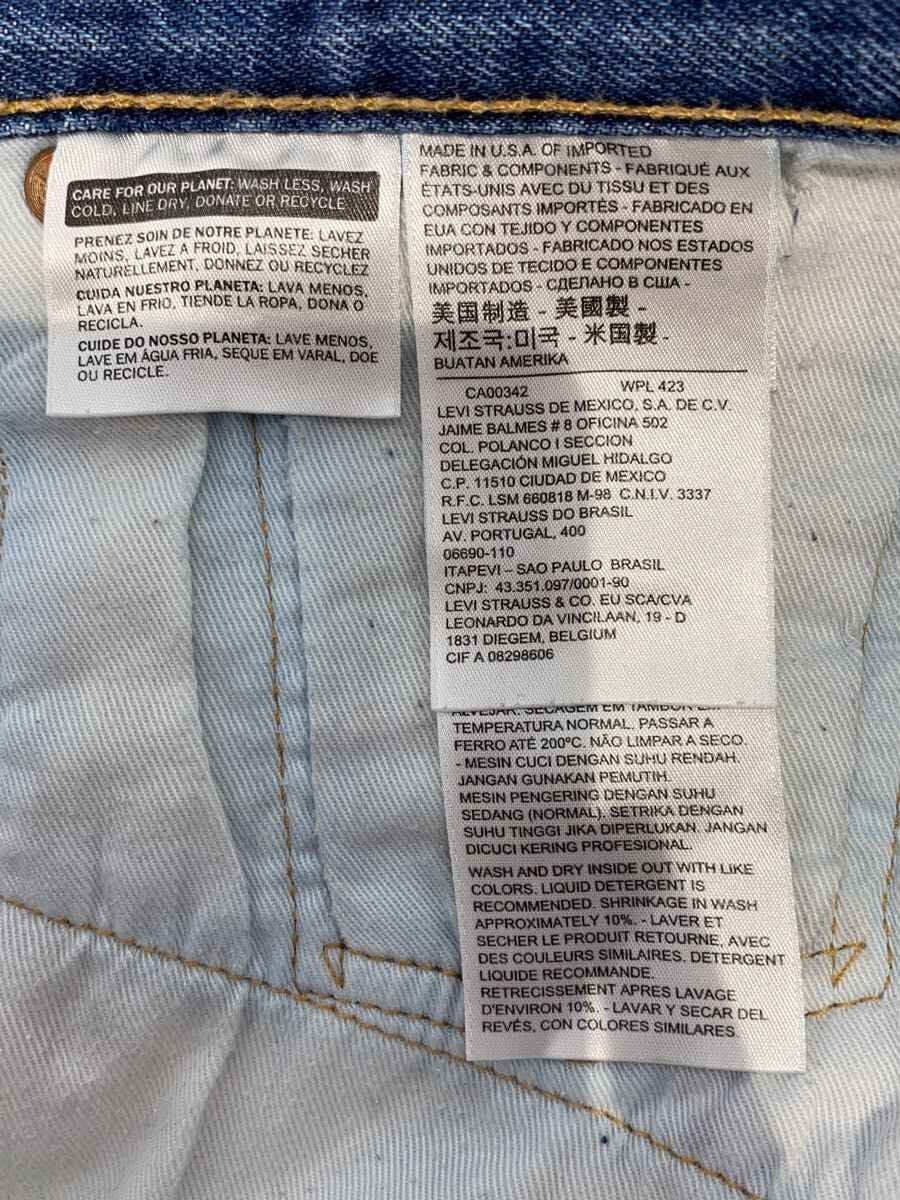 CARE FOR OUR PLANET: WASH LESS, WASH
COLD, LINE DRY, DONATE OR RECYCLE
PRENEZ SOIN DE NOTRE PLANETE: LAVEZ
MOINS, LAVEZ A FROID, LAISSEZ SECHER
NATURELLEMENT, DONNEZ OU RECYCLEZ
CUIDA NUESTRO PLANETA: LAVA MENOS,
LAVA EN FRIO, TIENDE LA ROPA, DONA O
RECICLA.
CUIDE DO NOSSO PLANETA: LAVE MENOS,
LAVE EM ÁGUA FRIA, SEQUE EM VARAL, DOE
OU RECICLE.
MADE IN U.S.A. OF IMPORTED
FABRIC & COMPONENTS - FABRIQUÉ AUX
ÉTATS-UNIS AVEC DU TISSU ET DES
COMPOSANTS IMPORTÉS - FABRICADO EN
EUA CON TEJIDO Y COMPONENTES
IMPORTADOS - FABRICADO NOS ESTADOS
UNIDOS DE TECIDO E COMPONENTES
IMPORTADOS - СДЕЛАНО В США -
美国制造 - 美國製 -
제조국:미국 - 米国製 -
BUATAN AMERIKA
CA00342 WPL 423
LEVI STRAUSS DE MEXICO, S.A. DE C.V.
JAIME BALMES # 8 OFICINA 502
COL. POLANCO I SECCION
DELEGACIÓN MIGUEL HIDALGO
C.P. 11510 CIUDAD DE MEXICO
R.F.C. LSM 660818 M-98 C.N.I.V. 3337
LEVI STRAUSS DO BRASIL
AV. PORTUGAL, 400
06690-110
ITAPEVI – SAO PAULO BRASIL
CNPJ: 43.351.097/0001-90
LEVI STRAUSS & CO. EU SCA/CVA
LEONARDO DA VINCILAAN, 19 - D
1831 DIEGEM, BELGIUM
CIF A 08298606
ALVEJAR. SECAGEM EM TAMBOR
TEMPERATURA NORMAL. PASSAR A
FERRO ATÉ 200ºC. NÃO LIMPAR A SECO.
- MESIN CUCI DENGAN SUHU RENDAH.
JANGAN GUNAKAN PEMUTIH.
MESIN PENGERING DENGAN SUHU
SEDANG (NORMAL). SETRIKA DENGAN
SUHU TINGGI JIKA DIPERLUKAN. JANGAN
DICUCI KERING PROFESIONAL.
WASH AND DRY INSIDE OUT WITH LIKE
COLORS. LIQUID DETERGENT IS
RECOMMENDED. SHRINKAGE IN WASH
APPROXIMATELY 10%. - LAVER ET
SECHER LE PRODUIT RETOURNE, AVEC
DES COULEURS SIMILAIRES. DETERGENT
LIQUIDE RECOMMANDE.
RETRECISSEMENT APRES LAVAGE
D'ENVIRON 10%. - LAVAR Y SECAR DEL
REVÉS, CON COLORES SIMILARES.